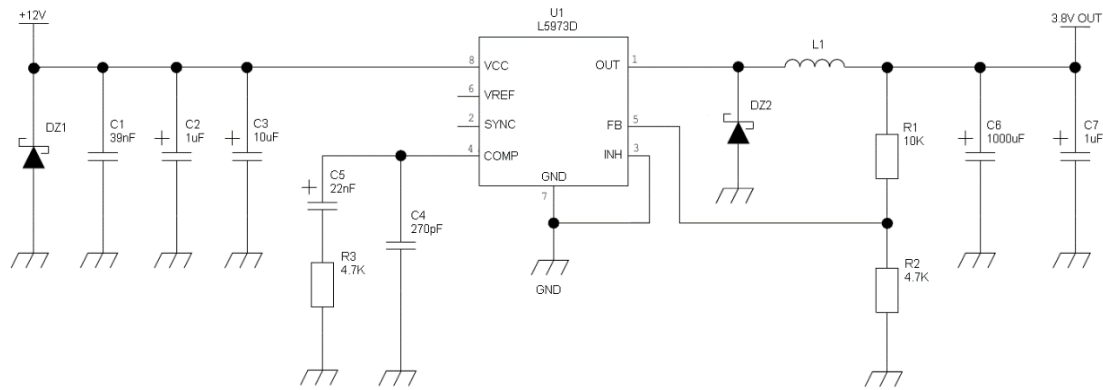 +12V
U1
L5973D
3.8V OUT
L1
8
VCC
OUT
1
6
VREF
DZ1
C1
39nF
+
C2
1uF
+
C3
10uF
2
SYNC
FB
5
DZ2
R1
10K
+
C6
1000uF
+
C7
1uF
4
COMP
INH
3
GND
7
+
C5
22nF
C4
270pF
R3
4.7K
R2
4.7K
GND